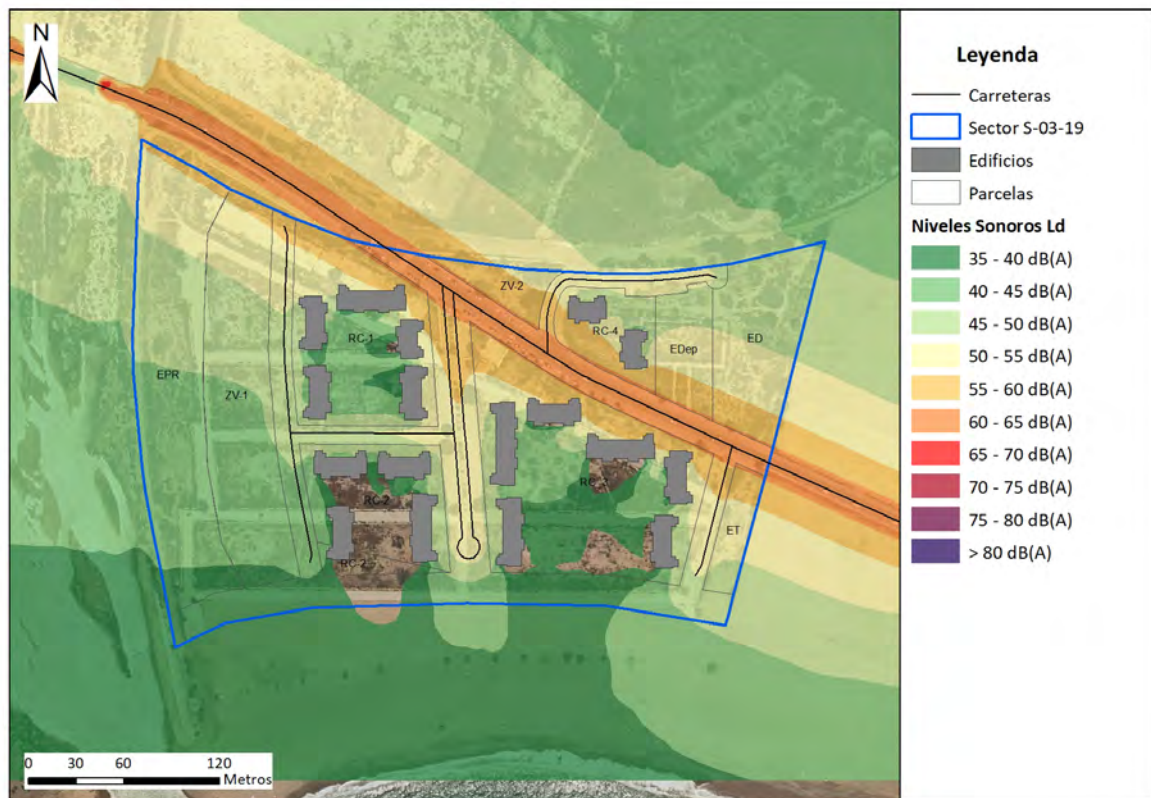 N
Leyenda
Carreteras
Sector S-03-19
Edificios
Parcelas
Niveles Sonoros Ld
35 - 40 dB(A)
40 - 45 dB(A)
45 - 50 dB(A)
50 - 55 dB(A)
55 - 60 dB(A)
60 - 65 dB(A)
65 - 70 dB(A)
70 - 75 dB(A)
75 - 80 dB(A)
> 80 dB(A)
ZV-2
RC-4
RC-1
EDep
ED
EPR
ZV-1
RC-2
ET
RC-2
0 30 60 120
Metros